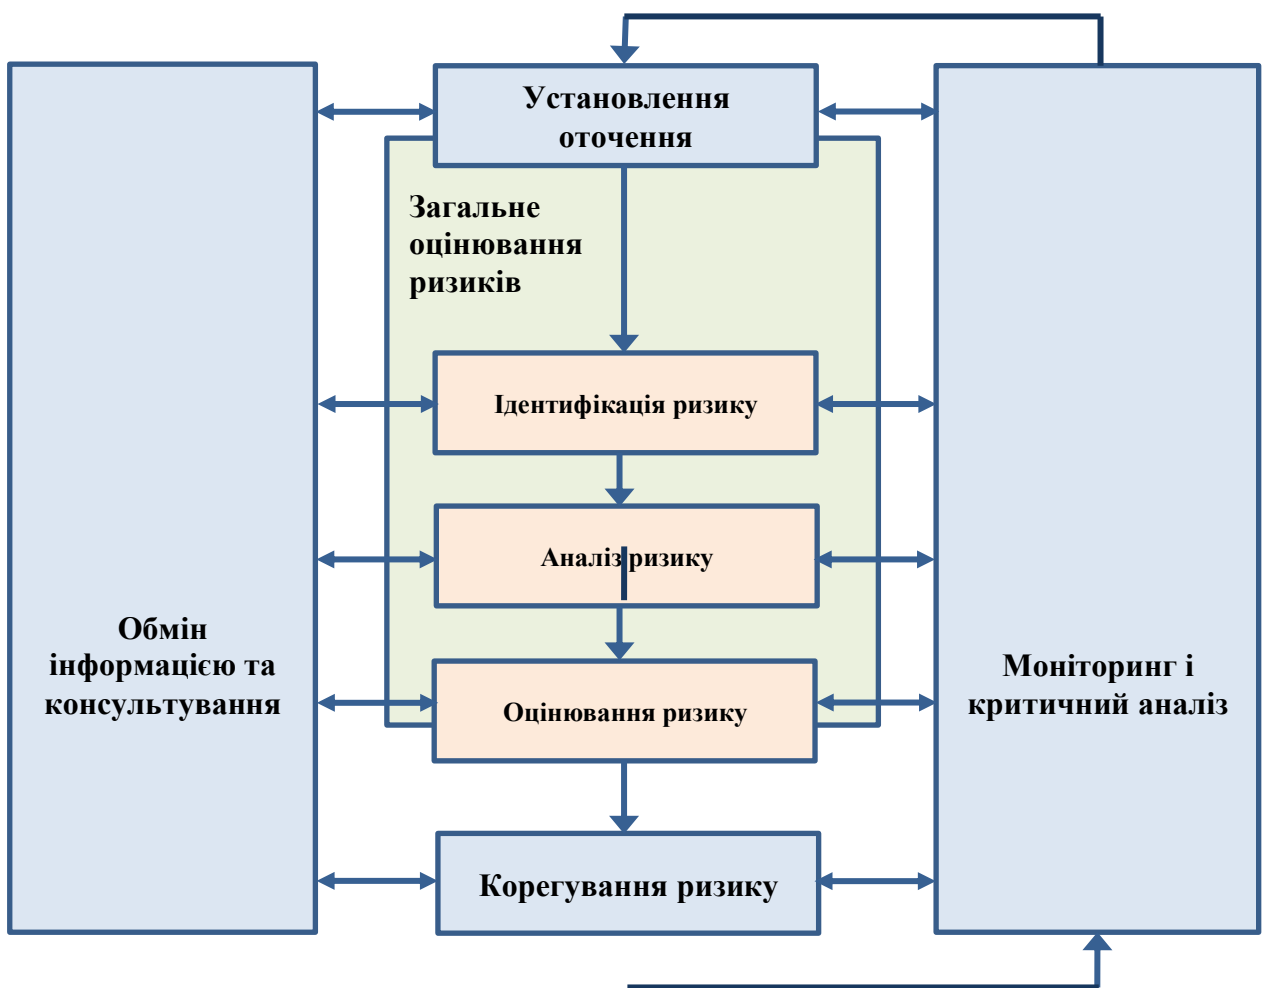 Установлення
оточення
Загальне
оцінювання
ризиків
Ідентифікація ризику
Аналіз ризику
Оцінювання ризику
Корегування ризику
Обмін
інформацією та
консультування
Моніторинг і
критичний аналіз